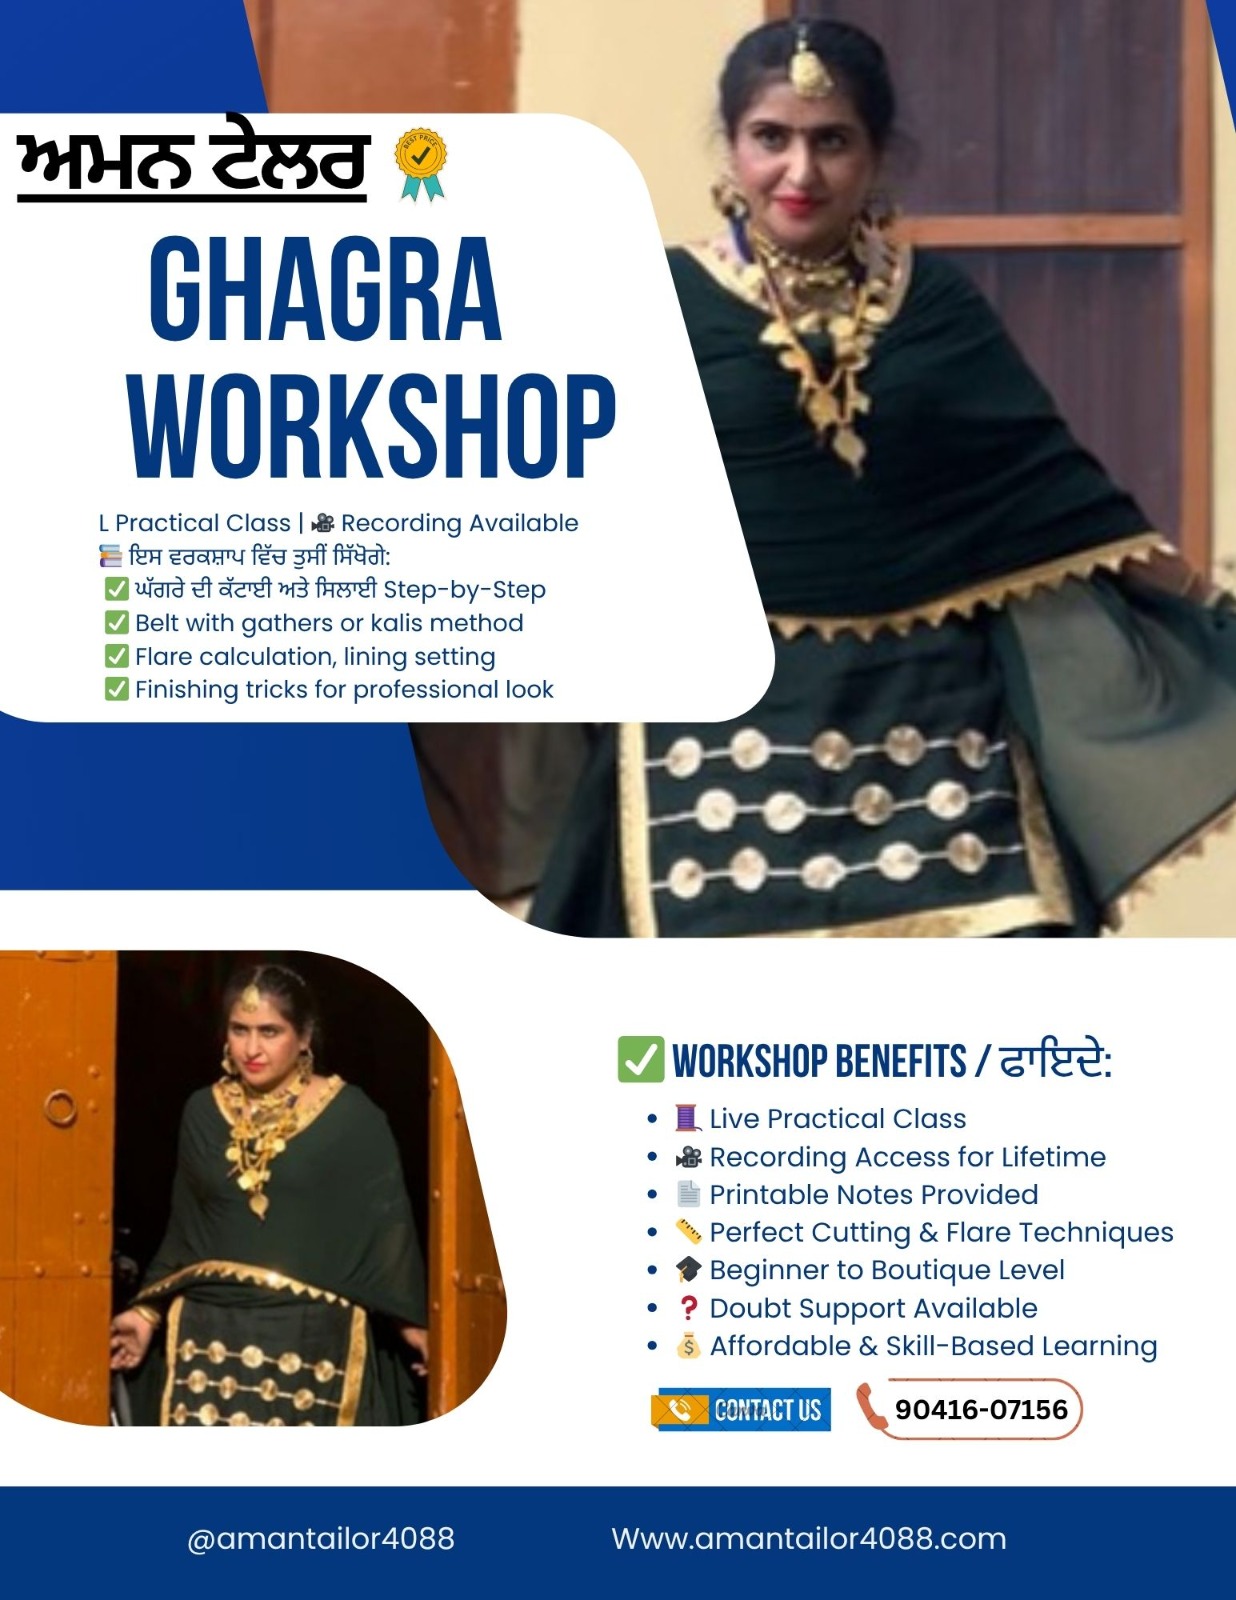 ਅਮਨ ਟੇਲਰ
BEST PRICE
GHAGRA
WORKSHOP
L Practical Class | 🎥 Recording Available
📚 ਇਸ ਵਰਕਸ਼ਾਪ ਵਿੱਚ ਤੁਸੀਂ ਸਿੱਖੋਗੇ:
✅ ਘੱਗਰੇ ਦੀ ਕੱਟਾਈ ਅਤੇ ਸਿਲਾਈ Step-by-Step
✅ Belt with gathers or kalis method
✅ Flare calculation, lining setting
✅ Finishing tricks for professional look
✅ WORKSHOP BENEFITS / ਫਾਇਦੇ:
• 🧵 Live Practical Class
• 🎥 Recording Access for Lifetime
• 📄 Printable Notes Provided
• 📏 Perfect Cutting & Flare Techniques
• 🎓 Beginner to Boutique Level
• ❓ Doubt Support Available
• 💰 Affordable & Skill-Based Learning
CONTACT US
90416-07156
@amantailor4088
Www.amantailor4088.com